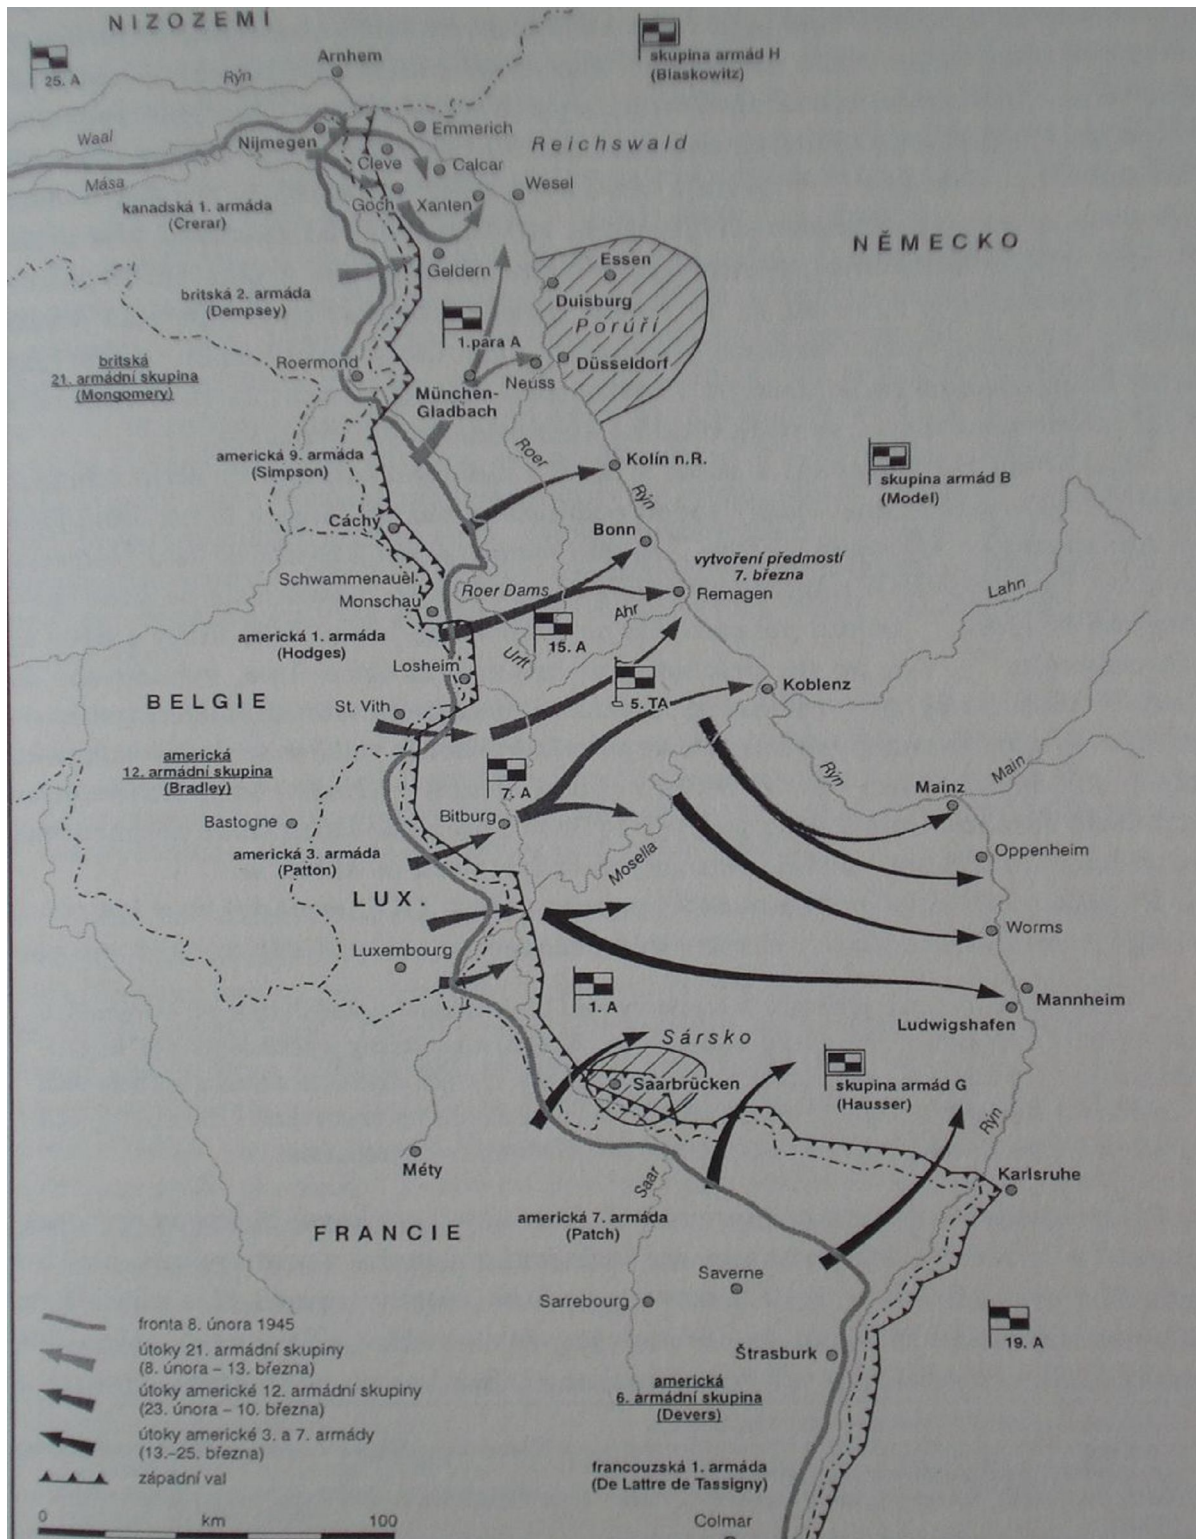 NIZOZEMÍ
25. A
Arnhem
Rýn
skupina armád H
(Blaskowitz)
Waal
Nijmegen
Emmerich
Reichswald
Cleve
Calcar
Mása
Goch
Xanten
Wesel
kanadská 1. armáda
(Crerar)
NĚMECKO
Geldern
Essen
Duisburg
Porúří
britská 2. armáda
(Dempsey)
1.para A
britská
21. armádní skupina
(Mongomery)
Roermond
Neuss
Düsseldorf
München-
Gladbach
americká 9. armáda
(Simpson)
Roer
Kolín n.R.
Rýn
skupina armád B
(Model)
Cáchy
Bonn
vytvoření předmostí
7. března
Schwammenauel
Monschau
Roer Dams
Remagen
Lahn
Ahr
americká 1. armáda
(Hodges)
15. A
Urft
Losheim
BELGIE
St. Vith
5. TA
Koblenz
americká
12. armádní skupina
(Bradley)
7. A
Rýn
Main
Mainz
Bastogne
Bitburg
americká 3. armáda
(Patton)
Mosella
Oppenheim
LUX.
Worms
Luxembourg
1. A
Mannheim
Ludwigshafen
Sársko
Saarbrücken
skupina armád G
(Hausser)
Rýn
Méty
Karlsruhe
Saar
FRANCIE
americká 7. armáda
(Patch)
Saverne
Sarrebourg
19. A
Štrasburk
americká
6. armádní skupina
(Devers)
francouzská 1. armáda
(De Lattre de Tassigny)
Colmar
fronta 8. února 1945
útoky 21. armádní skupiny
(8. února – 13. března)
útoky americké 12. armádní skupiny
(23. února – 10. března)
útoky americké 3. a 7. armády
(13.–25. března)
západní val
0 km 100